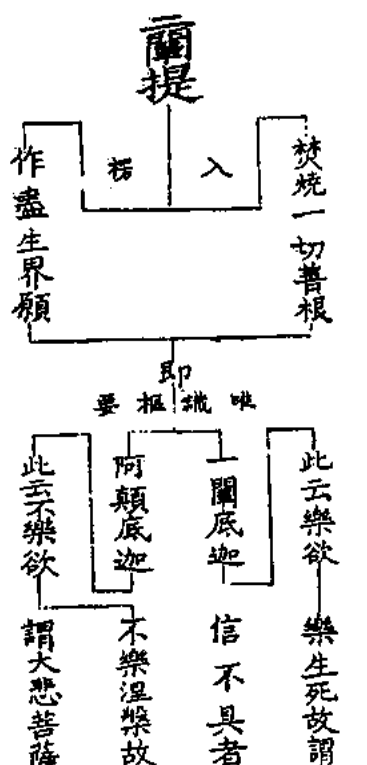 二闡提
入楞
焚燒一切善根
作盡生界願
即
唯識樞要
此云樂欲
一闡底迦
阿顛底迦
此云不樂欲
樂生死故謂
信不具者
不樂涅槃故
謂大悲菩薩